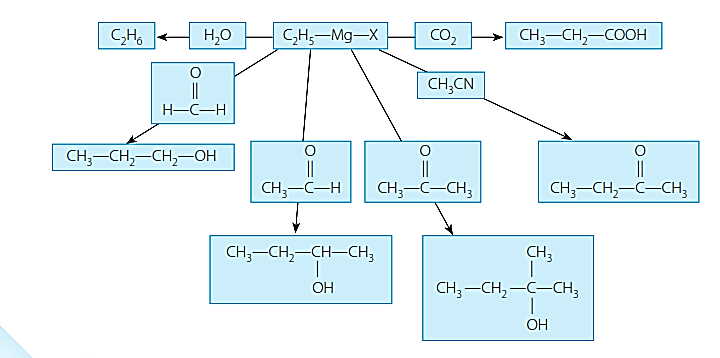 C₂H₆
H₂O
C₂H₅—Mg—X
CO₂
CH₃—CH₂—COOH
O
||
H—C—H
CH₃CN
CH₃—CH₂—CH₂—OH
O
||
CH₃—C—H
O
||
CH₃—C—CH₃
O
||
CH₃—CH₂—C—CH₃
CH₃—CH₂—CH—CH₃
|
OH
CH₃
|
CH₃—CH₂—C—CH₃
|
OH